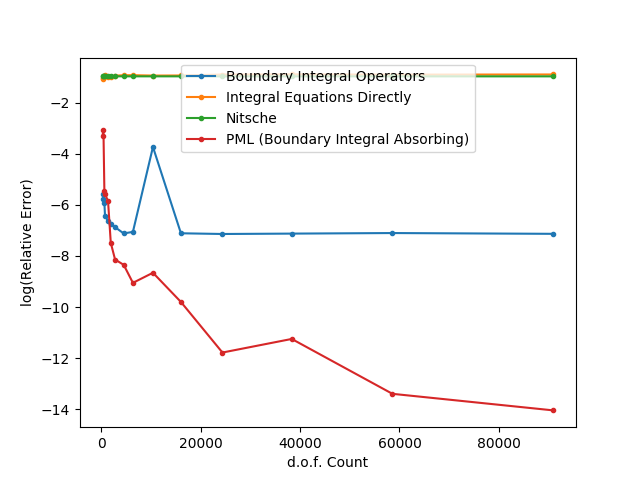 Boundary Integral Operators
Integral Equations Directly
Nitsche
PML (Boundary Integral Absorbing)
log(Relative Error)
−2
−4
−6
−8
−10
−12
−14
0 20000 40000 60000 80000
d.o.f. Count